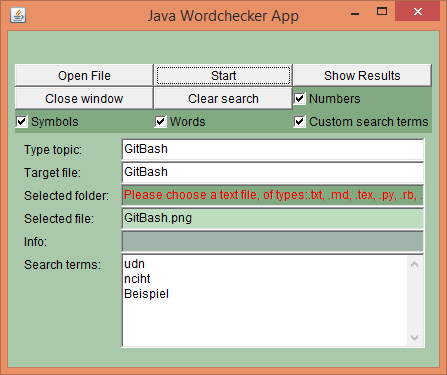 Java Wordchecker App
Open File
Start
Show Results
Close window
Clear search
Numbers
Symbols
Words
Custom search terms
Type topic:
GitBash
Target file:
GitBash
Selected folder:
Please choose a text file, of types:.txt, .md, .tex, .py, .rb, .
Selected file:
GitBash.png
Info:
Search terms:
udn
nciht
Beispiel